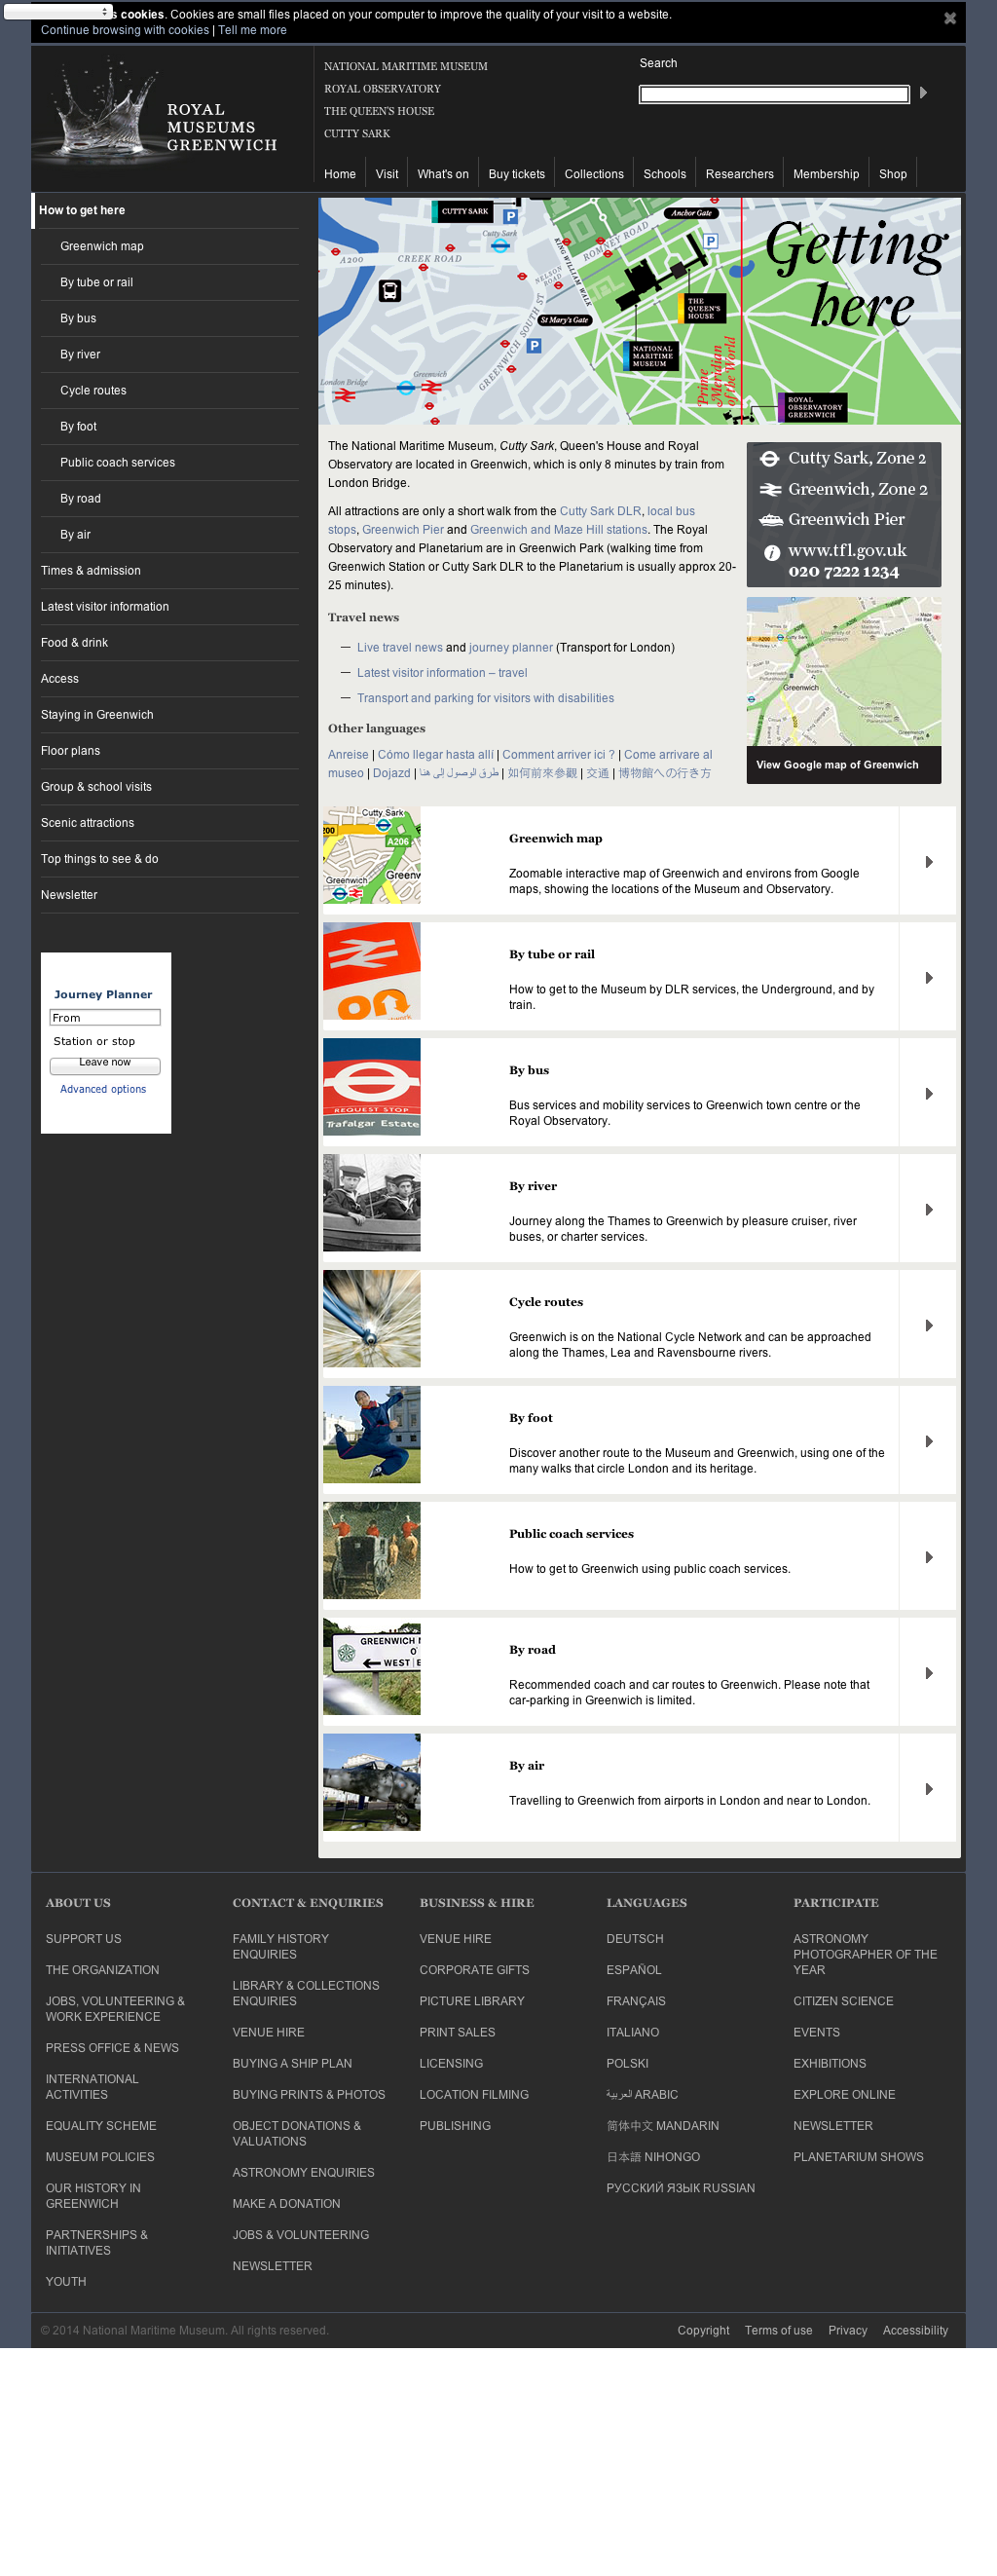 s cookies. Cookies are small files placed on your computer to improve the quality of your visit to a website.
Continue browsing with cookies | Tell me more
ROYAL
MUSEUMS
GREENWICH
NATIONAL MARITIME MUSEUM
ROYAL OBSERVATORY
THE QUEEN'S HOUSE
CUTTY SARK
Search
Home
Visit
What's on
Buy tickets
Collections
Schools
Researchers
Membership
Shop
How to get here
Greenwich map
By tube or rail
By bus
By river
Cycle routes
By foot
Public coach services
By road
By air
Times & admission
Latest visitor information
Food & drink
Access
Staying in Greenwich
Floor plans
Group & school visits
Scenic attractions
Top things to see & do
Newsletter
Journey Planner
From
Station or stop
Leave now
Advanced options
CUTTY SARK
P
Cutty Sark
A200
CREEK ROAD
KING WILLIAM WALK
ROMNEY ROAD
NELSON ROAD
Anchor Gate
P
St Mary's Gate
THE QUEEN'S HOUSE
NATIONAL MARITIME MUSEUM
P
GREENWICH SOUTH ST
Greenwich
London Bridge
Prime Meridian of the World
ROYAL OBSERVATORY GREENWICH
Getting
here
The National Maritime Museum, Cutty Sark, Queen's House and Royal
Observatory are located in Greenwich, which is only 8 minutes by train from
London Bridge.
All attractions are only a short walk from the Cutty Sark DLR, local bus
stops, Greenwich Pier and Greenwich and Maze Hill stations. The Royal
Observatory and Planetarium are in Greenwich Park (walking time from
Greenwich Station or Cutty Sark DLR to the Planetarium is usually approx 20-
25 minutes).
Travel news
— Live travel news and journey planner (Transport for London)
— Latest visitor information – travel
— Transport and parking for visitors with disabilities
Other languages
Anreise | Cómo llegar hasta allí | Comment arriver ici ? | Come arrivare al
museo | Dojazd | طرق الوصول إلى هنا | 如何前來參觀 | 交通 | 博物館への行き方
Cutty Sark, Zone 2
Greenwich, Zone 2
Greenwich Pier
www.tfl.gov.uk
020 7222 1234
Greenwich
View Google map of Greenwich
Cutty Sark
200
A206
Greenwich
Greenw
Greenwich map
Zoomable interactive map of Greenwich and environs from Google
maps, showing the locations of the Museum and Observatory.
on
By tube or rail
How to get to the Museum by DLR services, the Underground, and by
train.
REQUEST STOP
Trafalgar Estate
By bus
Bus services and mobility services to Greenwich town centre or the
Royal Observatory.
By river
Journey along the Thames to Greenwich by pleasure cruiser, river
buses, or charter services.
Cycle routes
Greenwich is on the National Cycle Network and can be approached
along the Thames, Lea and Ravensbourne rivers.
By foot
Discover another route to the Museum and Greenwich, using one of the
many walks that circle London and its heritage.
Public coach services
How to get to Greenwich using public coach services.
GREENWICH M
0°
WEST E
By road
Recommended coach and car routes to Greenwich. Please note that
car-parking in Greenwich is limited.
By air
Travelling to Greenwich from airports in London and near to London.
ABOUT US
SUPPORT US
THE ORGANIZATION
JOBS, VOLUNTEERING &
WORK EXPERIENCE
PRESS OFFICE & NEWS
INTERNATIONAL
ACTIVITIES
EQUALITY SCHEME
MUSEUM POLICIES
OUR HISTORY IN
GREENWICH
PARTNERSHIPS &
INITIATIVES
YOUTH
CONTACT & ENQUIRIES
FAMILY HISTORY
ENQUIRIES
LIBRARY & COLLECTIONS
ENQUIRIES
VENUE HIRE
BUYING A SHIP PLAN
BUYING PRINTS & PHOTOS
OBJECT DONATIONS &
VALUATIONS
ASTRONOMY ENQUIRIES
MAKE A DONATION
JOBS & VOLUNTEERING
NEWSLETTER
BUSINESS & HIRE
VENUE HIRE
CORPORATE GIFTS
PICTURE LIBRARY
PRINT SALES
LICENSING
LOCATION FILMING
PUBLISHING
LANGUAGES
DEUTSCH
ESPAÑOL
FRANÇAIS
ITALIANO
POLSKI
العربية ARABIC
简体中文 MANDARIN
日本語 NIHONGO
РУССКИЙ ЯЗЫК RUSSIAN
PARTICIPATE
ASTRONOMY
PHOTOGRAPHER OF THE
YEAR
CITIZEN SCIENCE
EVENTS
EXHIBITIONS
EXPLORE ONLINE
NEWSLETTER
PLANETARIUM SHOWS
© 2014 National Maritime Museum. All rights reserved.
Copyright
Terms of use
Privacy
Accessibility